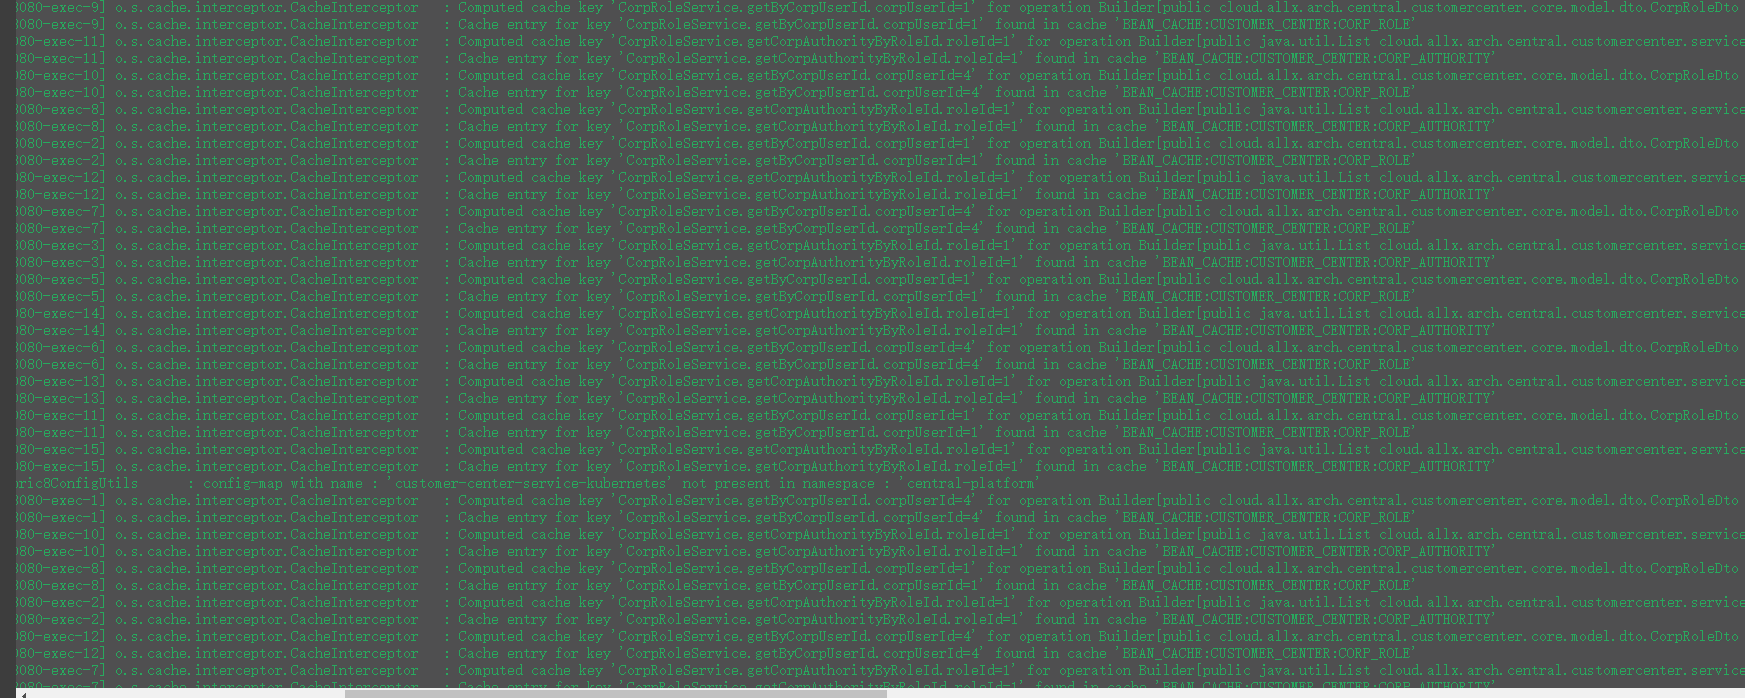 8080-exec-9] o.s.cache.interceptor.CacheInterceptor : Computed cache key 'CorpRoleService.getByCorpUserId.corpUserId=1' for operation Builder[public cloud.allx.arch.central.customercenter.core.model.dto.CorpRoleDto
8080-exec-9] o.s.cache.interceptor.CacheInterceptor : Cache entry for key 'CorpRoleService.getByCorpUserId.corpUserId=1' found in cache 'BEAN_CACHE:CUSTOMER_CENTER:CORP_ROLE'
080-exec-11] o.s.cache.interceptor.CacheInterceptor : Computed cache key 'CorpRoleService.getCorpAuthorityByRoleId.roleId=1' for operation Builder[public java.util.List cloud.allx.arch.central.customercenter.service
080-exec-11] o.s.cache.interceptor.CacheInterceptor : Cache entry for key 'CorpRoleService.getCorpAuthorityByRoleId.roleId=1' found in cache 'BEAN_CACHE:CUSTOMER_CENTER:CORP_AUTHORITY'
080-exec-10] o.s.cache.interceptor.CacheInterceptor : Computed cache key 'CorpRoleService.getByCorpUserId.corpUserId=4' for operation Builder[public cloud.allx.arch.central.customercenter.core.model.dto.CorpRoleDto
080-exec-10] o.s.cache.interceptor.CacheInterceptor : Cache entry for key 'CorpRoleService.getByCorpUserId.corpUserId=4' found in cache 'BEAN_CACHE:CUSTOMER_CENTER:CORP_ROLE'
8080-exec-8] o.s.cache.interceptor.CacheInterceptor : Computed cache key 'CorpRoleService.getCorpAuthorityByRoleId.roleId=1' for operation Builder[public java.util.List cloud.allx.arch.central.customercenter.service
8080-exec-8] o.s.cache.interceptor.CacheInterceptor : Cache entry for key 'CorpRoleService.getCorpAuthorityByRoleId.roleId=1' found in cache 'BEAN_CACHE:CUSTOMER_CENTER:CORP_AUTHORITY'
8080-exec-2] o.s.cache.interceptor.CacheInterceptor : Computed cache key 'CorpRoleService.getByCorpUserId.corpUserId=1' for operation Builder[public cloud.allx.arch.central.customercenter.core.model.dto.CorpRoleDto
8080-exec-2] o.s.cache.interceptor.CacheInterceptor : Cache entry for key 'CorpRoleService.getByCorpUserId.corpUserId=1' found in cache 'BEAN_CACHE:CUSTOMER_CENTER:CORP_ROLE'
080-exec-12] o.s.cache.interceptor.CacheInterceptor : Computed cache key 'CorpRoleService.getCorpAuthorityByRoleId.roleId=1' for operation Builder[public java.util.List cloud.allx.arch.central.customercenter.service
080-exec-12] o.s.cache.interceptor.CacheInterceptor : Cache entry for key 'CorpRoleService.getCorpAuthorityByRoleId.roleId=1' found in cache 'BEAN_CACHE:CUSTOMER_CENTER:CORP_AUTHORITY'
8080-exec-7] o.s.cache.interceptor.CacheInterceptor : Computed cache key 'CorpRoleService.getByCorpUserId.corpUserId=4' for operation Builder[public cloud.allx.arch.central.customercenter.core.model.dto.CorpRoleDto
8080-exec-7] o.s.cache.interceptor.CacheInterceptor : Cache entry for key 'CorpRoleService.getByCorpUserId.corpUserId=4' found in cache 'BEAN_CACHE:CUSTOMER_CENTER:CORP_ROLE'
8080-exec-3] o.s.cache.interceptor.CacheInterceptor : Computed cache key 'CorpRoleService.getCorpAuthorityByRoleId.roleId=1' for operation Builder[public java.util.List cloud.allx.arch.central.customercenter.service
8080-exec-3] o.s.cache.interceptor.CacheInterceptor : Cache entry for key 'CorpRoleService.getCorpAuthorityByRoleId.roleId=1' found in cache 'BEAN_CACHE:CUSTOMER_CENTER:CORP_AUTHORITY'
8080-exec-5] o.s.cache.interceptor.CacheInterceptor : Computed cache key 'CorpRoleService.getByCorpUserId.corpUserId=1' for operation Builder[public cloud.allx.arch.central.customercenter.core.model.dto.CorpRoleDto
8080-exec-5] o.s.cache.interceptor.CacheInterceptor : Cache entry for key 'CorpRoleService.getByCorpUserId.corpUserId=1' found in cache 'BEAN_CACHE:CUSTOMER_CENTER:CORP_ROLE'
080-exec-14] o.s.cache.interceptor.CacheInterceptor : Computed cache key 'CorpRoleService.getCorpAuthorityByRoleId.roleId=1' for operation Builder[public java.util.List cloud.allx.arch.central.customercenter.service
080-exec-14] o.s.cache.interceptor.CacheInterceptor : Cache entry for key 'CorpRoleService.getCorpAuthorityByRoleId.roleId=1' found in cache 'BEAN_CACHE:CUSTOMER_CENTER:CORP_AUTHORITY'
8080-exec-6] o.s.cache.interceptor.CacheInterceptor : Computed cache key 'CorpRoleService.getByCorpUserId.corpUserId=4' for operation Builder[public cloud.allx.arch.central.customercenter.core.model.dto.CorpRoleDto
8080-exec-6] o.s.cache.interceptor.CacheInterceptor : Cache entry for key 'CorpRoleService.getByCorpUserId.corpUserId=4' found in cache 'BEAN_CACHE:CUSTOMER_CENTER:CORP_ROLE'
080-exec-13] o.s.cache.interceptor.CacheInterceptor : Computed cache key 'CorpRoleService.getCorpAuthorityByRoleId.roleId=1' for operation Builder[public java.util.List cloud.allx.arch.central.customercenter.service
080-exec-13] o.s.cache.interceptor.CacheInterceptor : Cache entry for key 'CorpRoleService.getCorpAuthorityByRoleId.roleId=1' found in cache 'BEAN_CACHE:CUSTOMER_CENTER:CORP_AUTHORITY'
080-exec-11] o.s.cache.interceptor.CacheInterceptor : Computed cache key 'CorpRoleService.getByCorpUserId.corpUserId=1' for operation Builder[public cloud.allx.arch.central.customercenter.core.model.dto.CorpRoleDto
080-exec-11] o.s.cache.interceptor.CacheInterceptor : Cache entry for key 'CorpRoleService.getByCorpUserId.corpUserId=1' found in cache 'BEAN_CACHE:CUSTOMER_CENTER:CORP_ROLE'
080-exec-15] o.s.cache.interceptor.CacheInterceptor : Computed cache key 'CorpRoleService.getCorpAuthorityByRoleId.roleId=1' for operation Builder[public java.util.List cloud.allx.arch.central.customercenter.service
080-exec-15] o.s.cache.interceptor.CacheInterceptor : Cache entry for key 'CorpRoleService.getCorpAuthorityByRoleId.roleId=1' found in cache 'BEAN_CACHE:CUSTOMER_CENTER:CORP_AUTHORITY'
ric8ConfigUtils : config-map with name : 'customer-center-service-kubernetes' not present in namespace : 'central-platform'
8080-exec-1] o.s.cache.interceptor.CacheInterceptor : Computed cache key 'CorpRoleService.getByCorpUserId.corpUserId=4' for operation Builder[public cloud.allx.arch.central.customercenter.core.model.dto.CorpRoleDto
8080-exec-1] o.s.cache.interceptor.CacheInterceptor : Cache entry for key 'CorpRoleService.getByCorpUserId.corpUserId=4' found in cache 'BEAN_CACHE:CUSTOMER_CENTER:CORP_ROLE'
080-exec-10] o.s.cache.interceptor.CacheInterceptor : Computed cache key 'CorpRoleService.getCorpAuthorityByRoleId.roleId=1' for operation Builder[public java.util.List cloud.allx.arch.central.customercenter.service
080-exec-10] o.s.cache.interceptor.CacheInterceptor : Cache entry for key 'CorpRoleService.getCorpAuthorityByRoleId.roleId=1' found in cache 'BEAN_CACHE:CUSTOMER_CENTER:CORP_AUTHORITY'
8080-exec-8] o.s.cache.interceptor.CacheInterceptor : Computed cache key 'CorpRoleService.getByCorpUserId.corpUserId=1' for operation Builder[public cloud.allx.arch.central.customercenter.core.model.dto.CorpRoleDto
8080-exec-8] o.s.cache.interceptor.CacheInterceptor : Cache entry for key 'CorpRoleService.getByCorpUserId.corpUserId=1' found in cache 'BEAN_CACHE:CUSTOMER_CENTER:CORP_ROLE'
8080-exec-2] o.s.cache.interceptor.CacheInterceptor : Computed cache key 'CorpRoleService.getCorpAuthorityByRoleId.roleId=1' for operation Builder[public java.util.List cloud.allx.arch.central.customercenter.service
8080-exec-2] o.s.cache.interceptor.CacheInterceptor : Cache entry for key 'CorpRoleService.getCorpAuthorityByRoleId.roleId=1' found in cache 'BEAN_CACHE:CUSTOMER_CENTER:CORP_AUTHORITY'
080-exec-12] o.s.cache.interceptor.CacheInterceptor : Computed cache key 'CorpRoleService.getByCorpUserId.corpUserId=4' for operation Builder[public cloud.allx.arch.central.customercenter.core.model.dto.CorpRoleDto
080-exec-12] o.s.cache.interceptor.CacheInterceptor : Cache entry for key 'CorpRoleService.getByCorpUserId.corpUserId=4' found in cache 'BEAN_CACHE:CUSTOMER_CENTER:CORP_ROLE'
8080-exec-7] o.s.cache.interceptor.CacheInterceptor : Computed cache key 'CorpRoleService.getCorpAuthorityByRoleId.roleId=1' for operation Builder[public java.util.List cloud.allx.arch.central.customercenter.service
8080-exec-7] o.s.cache.interceptor.CacheInterceptor : Cache entry for key 'CorpRoleService.getCorpAuthorityByRoleId.roleId=1' found in cache 'BEAN_CACHE:CUSTOMER_CENTER:CORP_AUTHORITY'